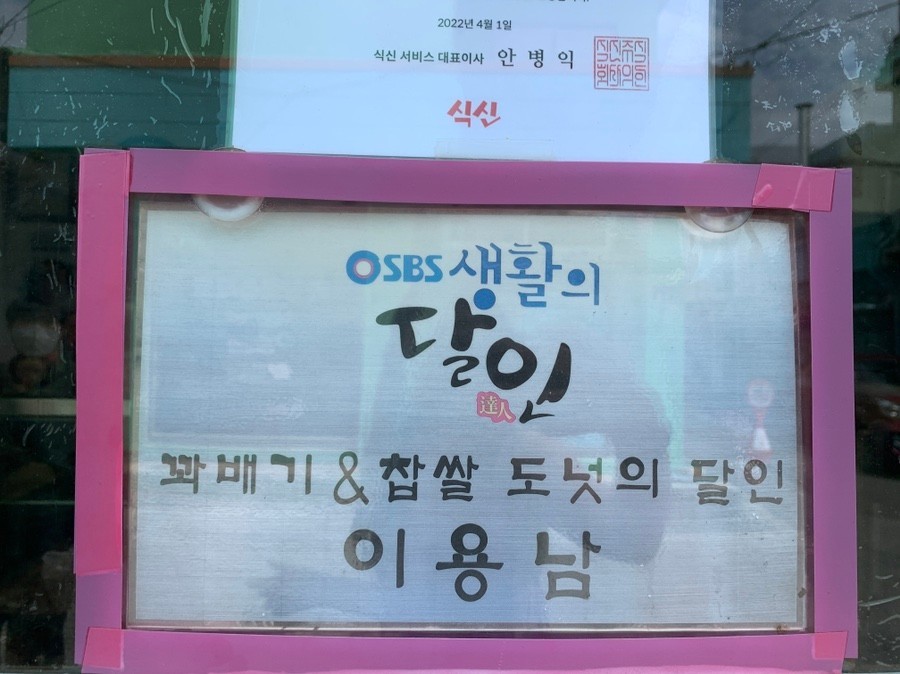 2022년 4월 1일
식신 서비스 대표이사 안병익
식신
SBS 생활의
달인
達人
꽈배기 & 찹쌀 도넛의 달인
이용남